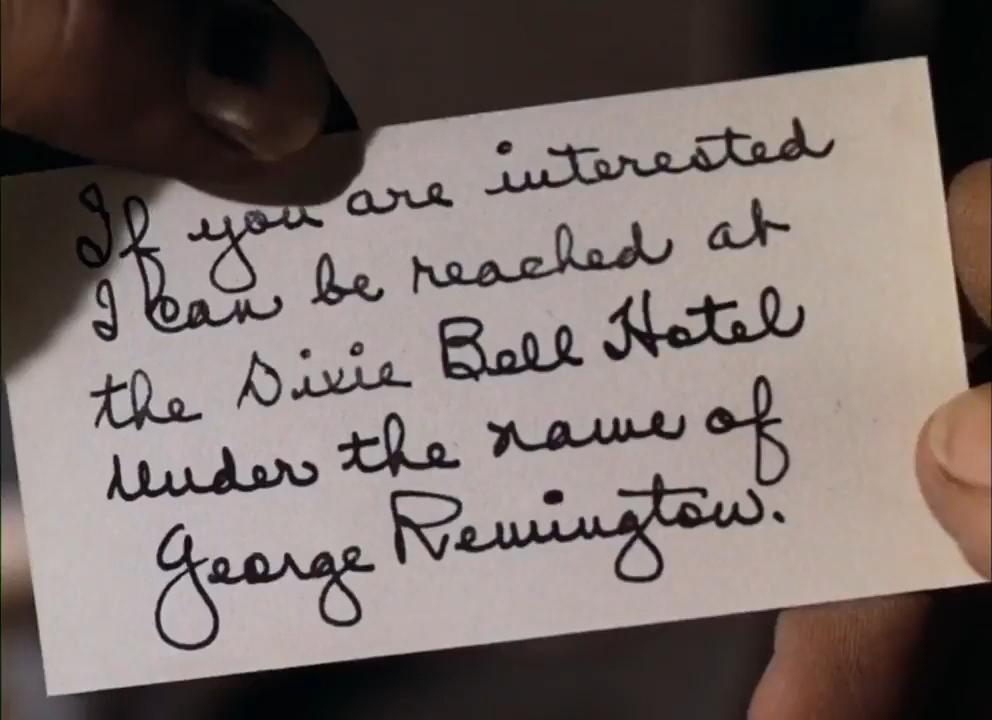 If you are interested
I can be reached at
the Dixie Bell Hotel
under the name of
George Remington.